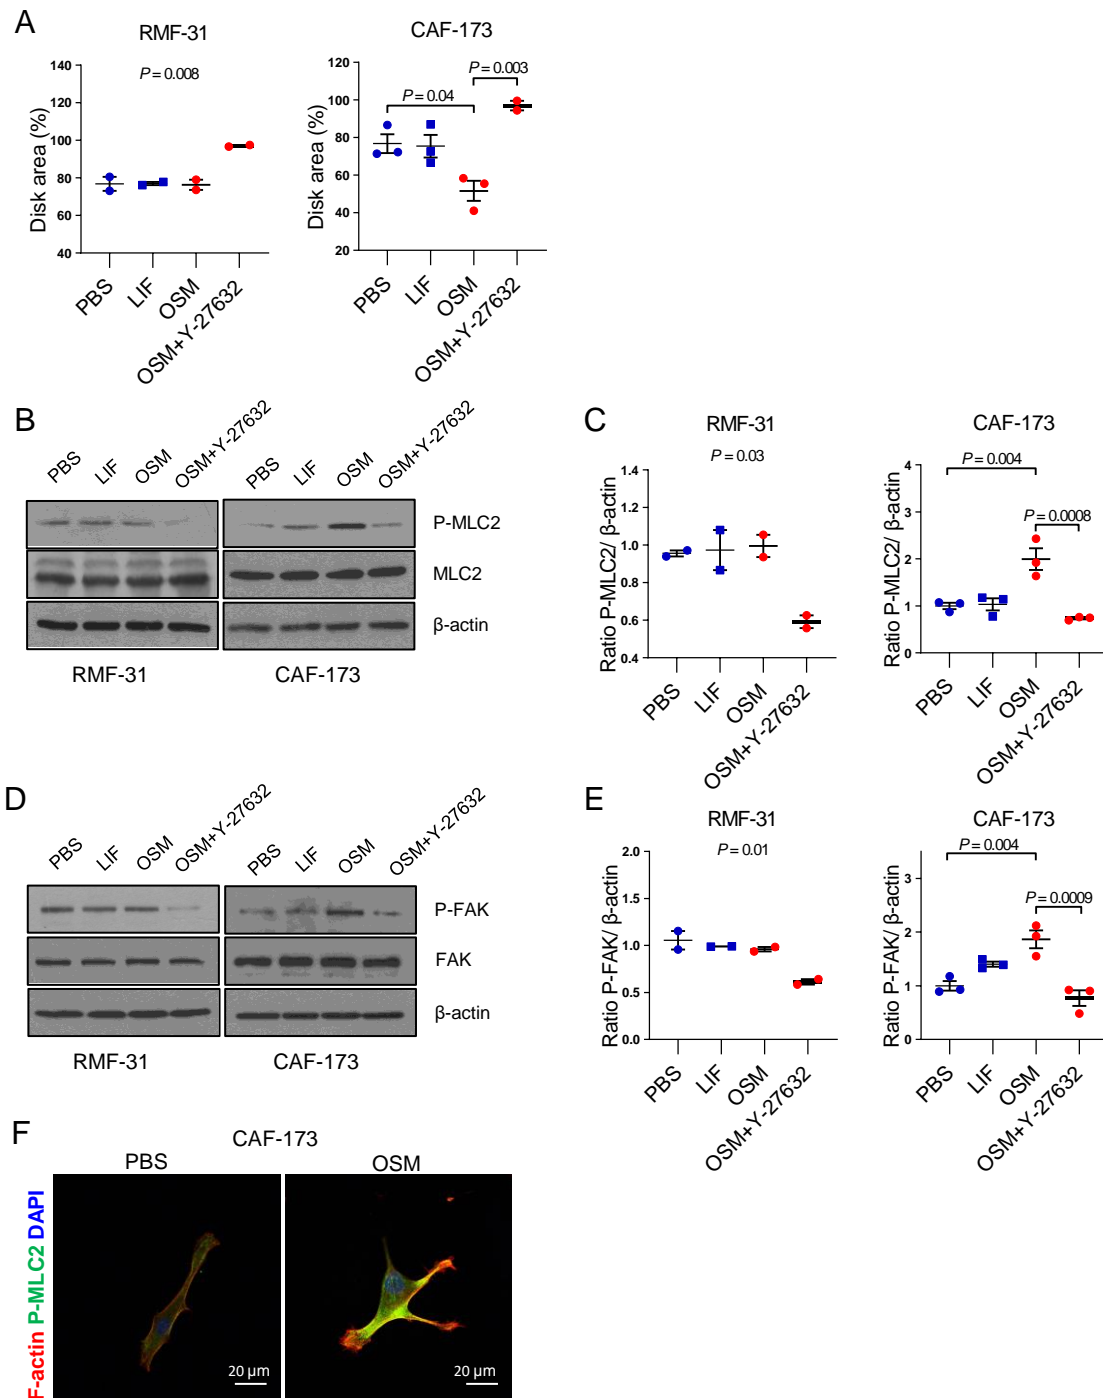 A
RMF-31
CAF-173
Disk area (%)
140
120
100
80
60
40
P = 0.008
PBS
LIF
OSM
OSM+Y-27632
Disk area (%)
120
100
80
60
40
20
P = 0.04
P = 0.003
PBS
LIF
OSM
OSM+Y-27632
B
PBS
LIF
OSM
OSM+Y-27632
PBS
LIF
OSM
OSM+Y-27632
P-MLC2
MLC2
β-actin
RMF-31
CAF-173
C
RMF-31
CAF-173
Ratio P-MLC2/ β-actin
1.4
1.2
1.0
0.8
0.6
0.4
P = 0.03
PBS
LIF
OSM
OSM+Y-27632
Ratio P-MLC2/ β-actin
4
3
2
1
0
P = 0.004
P = 0.0008
PBS
LIF
OSM
OSM+Y-27632
D
PBS
LIF
OSM
OSM+Y-27632
PBS
LIF
OSM
OSM+Y-27632
P-FAK
FAK
β-actin
RMF-31
CAF-173
E
RMF-31
CAF-173
Ratio P-FAK/ β-actin
2.0
1.5
1.0
0.5
0.0
P = 0.01
PBS
LIF
OSM
OSM+Y-27632
Ratio P-FAK/ β-actin
3
2
1
0
P = 0.004
P = 0.0009
PBS
LIF
OSM
OSM+Y-27632
F
CAF-173
PBS
OSM
F-actin P-MLC2 DAPI
20 µm
20 µm